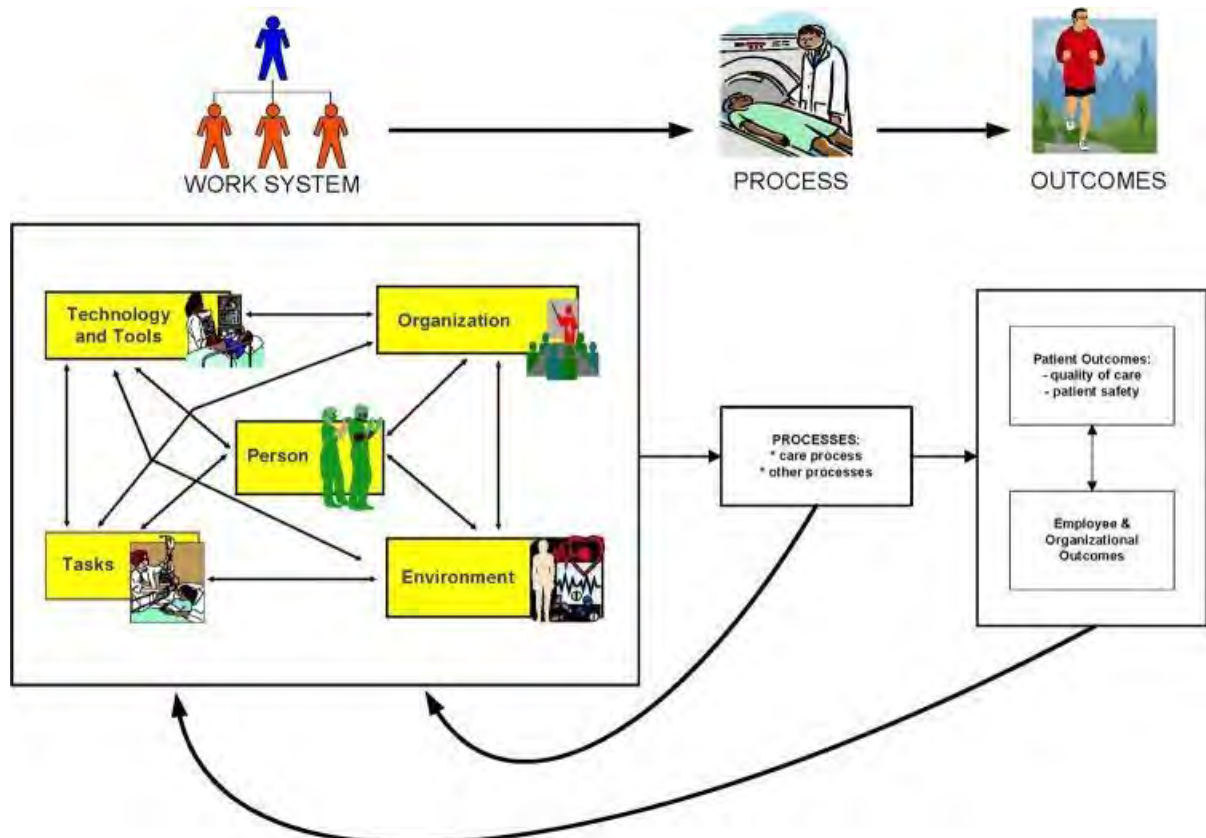 WORK SYSTEM
PROCESS
OUTCOMES
Technology
and Tools
Organization
Person
Tasks
Environment
PROCESSES:
* care process
* other processes
Patient Outcomes:
- quality of care
- patient safety
Employee &
Organizational
Outcomes